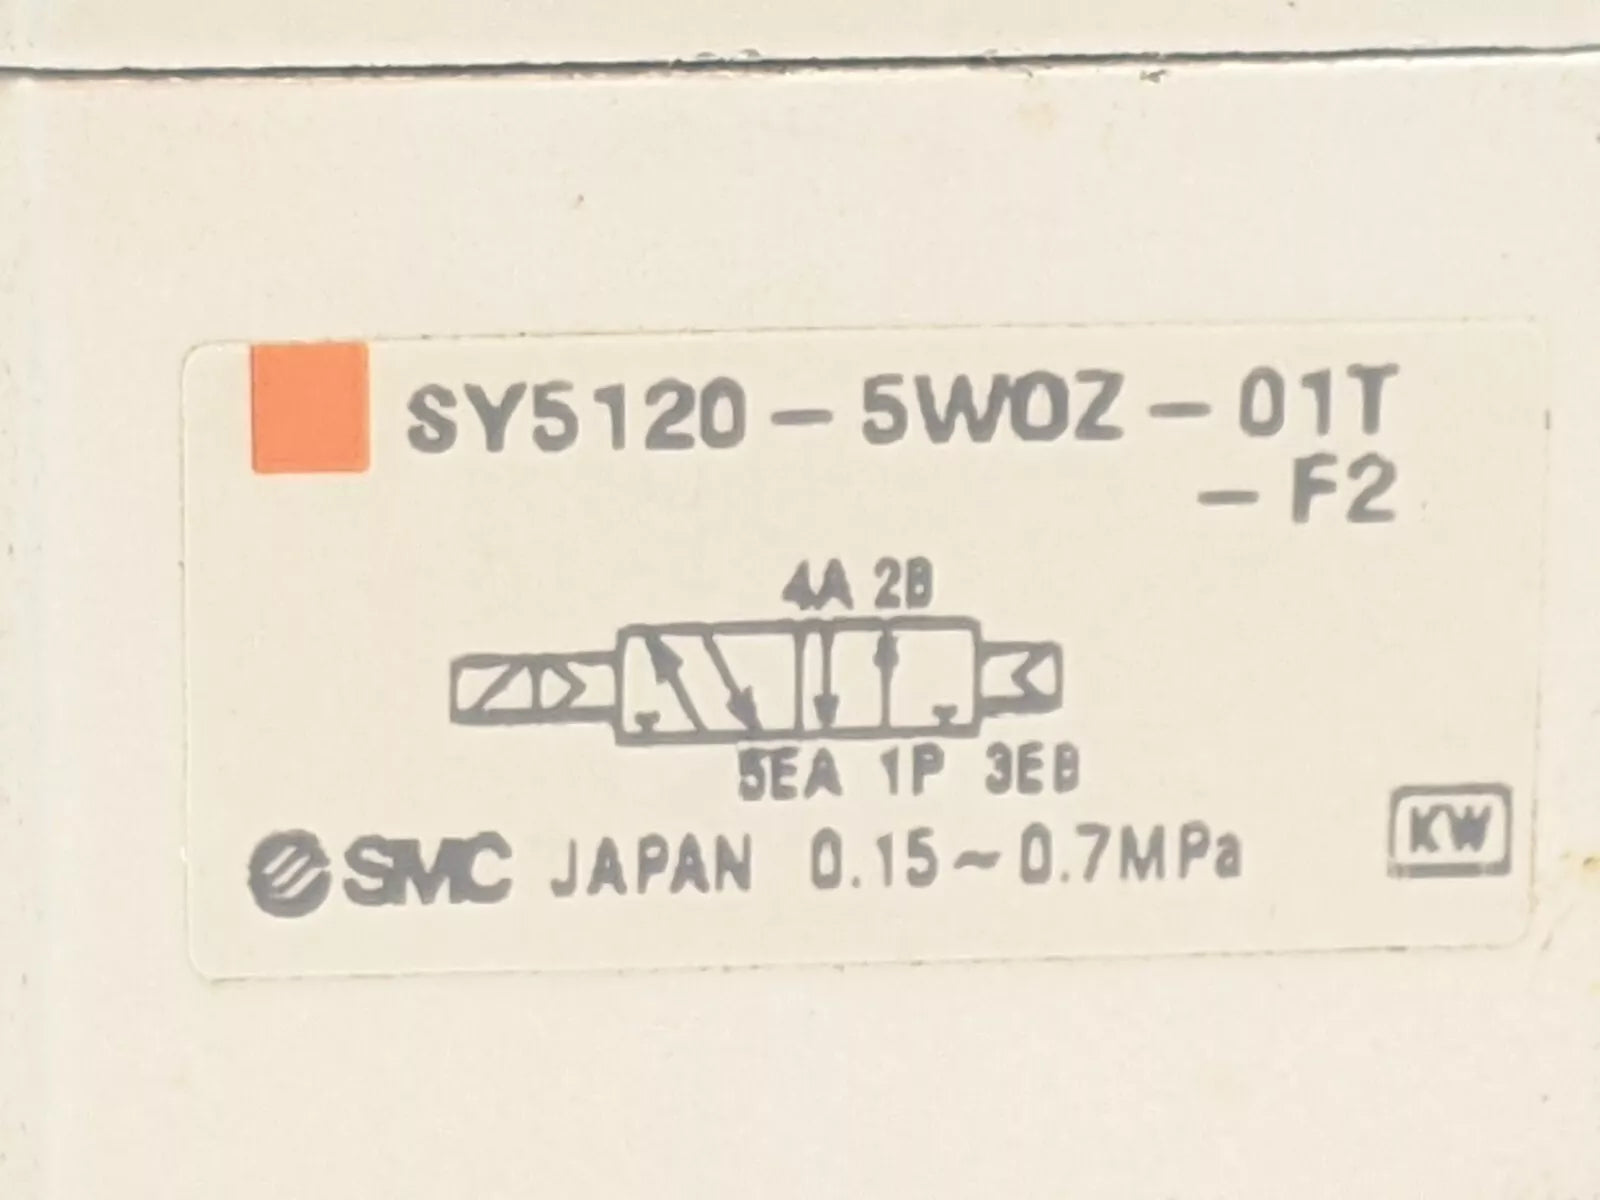 SY5120-5WOZ-01T
-F2
4A 2B
5EA 1P 3EB
SMC JAPAN 0.15~0.7MPa
KW